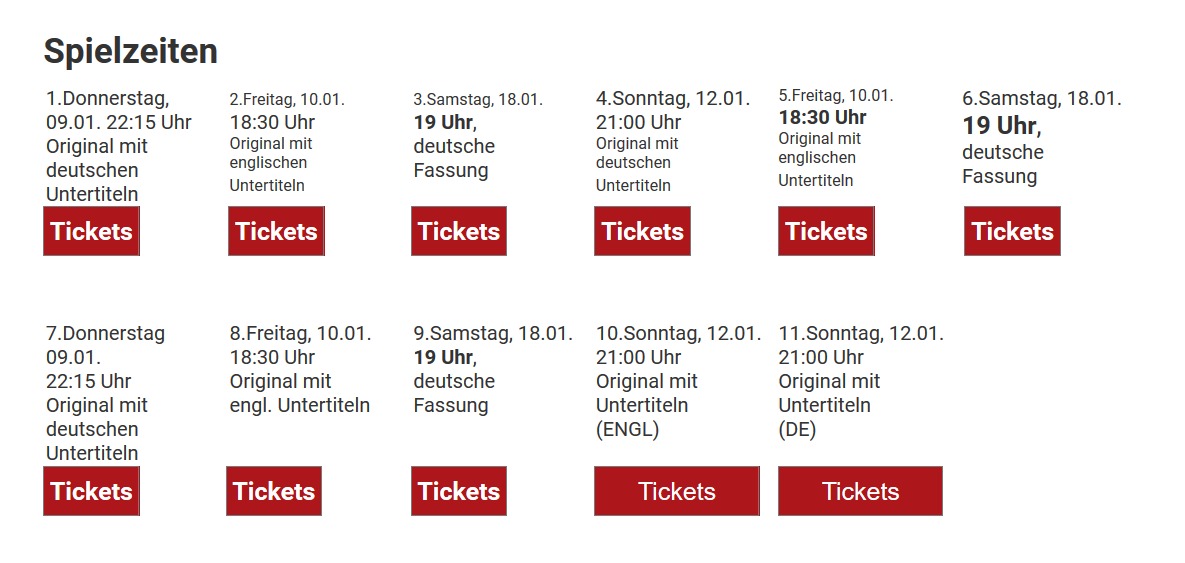 Spielzeiten
1.Donnerstag,
09.01. 22:15 Uhr
Original mit
deutschen
Untertiteln
Tickets
2.Freitag, 10.01.
18:30 Uhr
Original mit
englischen
Untertiteln
Tickets
3.Samstag, 18.01.
19 Uhr,
deutsche
Fassung
Tickets
4.Sonntag, 12.01.
21:00 Uhr
Original mit
deutschen
Untertiteln
Tickets
5.Freitag, 10.01.
18:30 Uhr
Original mit
englischen
Untertiteln
Tickets
6.Samstag, 18.01.
19 Uhr,
deutsche
Fassung
Tickets
7.Donnerstag
09.01.
22:15 Uhr
Original mit
deutschen
Untertiteln
Tickets
8.Freitag, 10.01.
18:30 Uhr
Original mit
engl. Untertiteln
Tickets
9.Samstag, 18.01.
19 Uhr,
deutsche
Fassung
Tickets
10.Sonntag, 12.01.
21:00 Uhr
Original mit
Untertiteln
(ENGL)
Tickets
11.Sonntag, 12.01.
21:00 Uhr
Original mit
Untertiteln
(DE)
Tickets